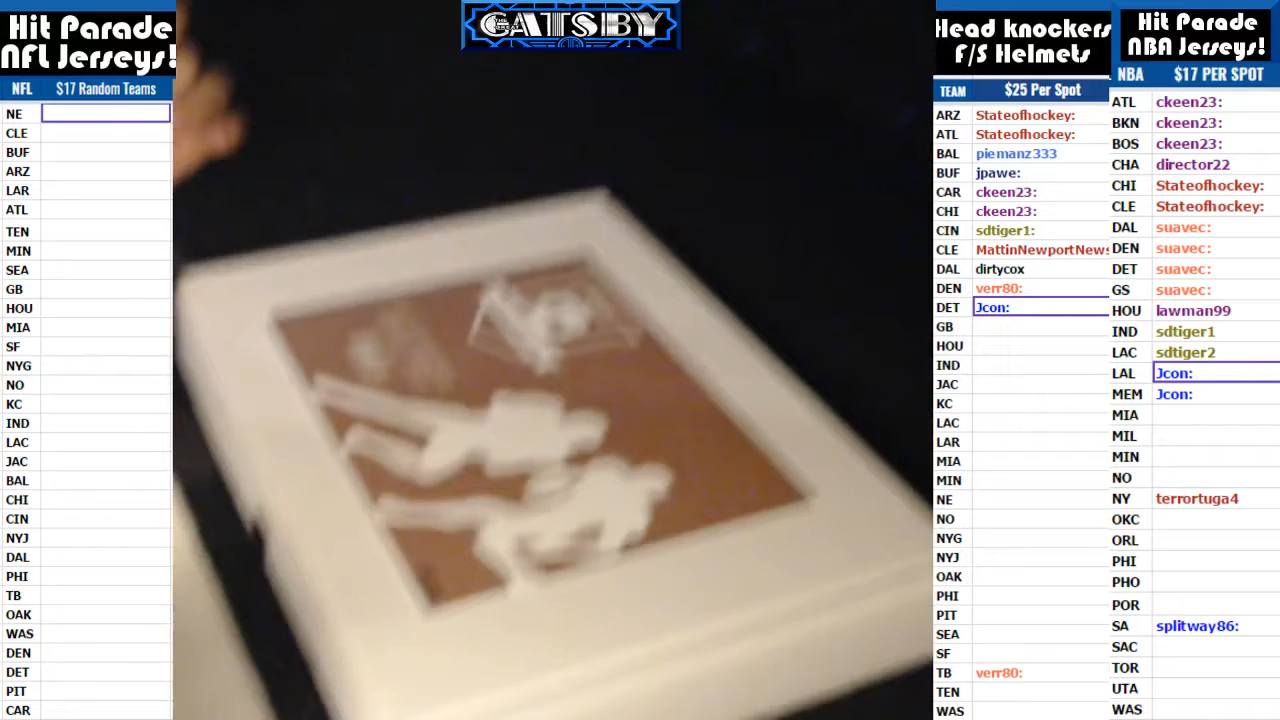 Hit Parade
NFL Jerseys!
NFL $17 Random Teams
NE
CLE
BUF
ARZ
LAR
ATL
TEN
MIN
SEA
GB
HOU
MIA
SF
NYG
NO
KC
IND
LAC
JAC
BAL
CHI
CIN
NYJ
DAL
PHI
TB
OAK
WAS
DEN
DET
PIT
CAR
THE GREAT
GATSBY
Head knockers
F/S Helmets
TEAM $25 Per Spot
ARZ Stateofhockey:
ATL Stateofhockey:
BAL piemanz333
BUF jpawe:
CAR ckeen23:
CHI ckeen23:
CIN sdtiger1:
CLE MattinNewportNews
DAL dirtycox
DEN verr80:
DET Jcon:
GB
HOU
IND
JAC
KC
LAC
LAR
MIA
MIN
NE
NO
NYG
NYJ
OAK
PHI
PIT
SEA
SF
TB verr80:
TEN
WAS
Hit Parade
NBA Jerseys!
NBA $17 PER SPOT
ATL ckeen23:
BKN ckeen23:
BOS ckeen23:
CHA director22
CHI Stateofhockey:
CLE Stateofhockey:
DAL suavec:
DEN suavec:
DET suavec:
GS suavec:
HOU lawman99
IND sdtiger1
LAC sdtiger2
LAL Jcon:
MEM Jcon:
MIA
MIL
MIN
NO
NY terrortuga4
OKC
ORL
PHI
PHO
POR
SA splitway86:
SAC
TOR
UTA
WAS